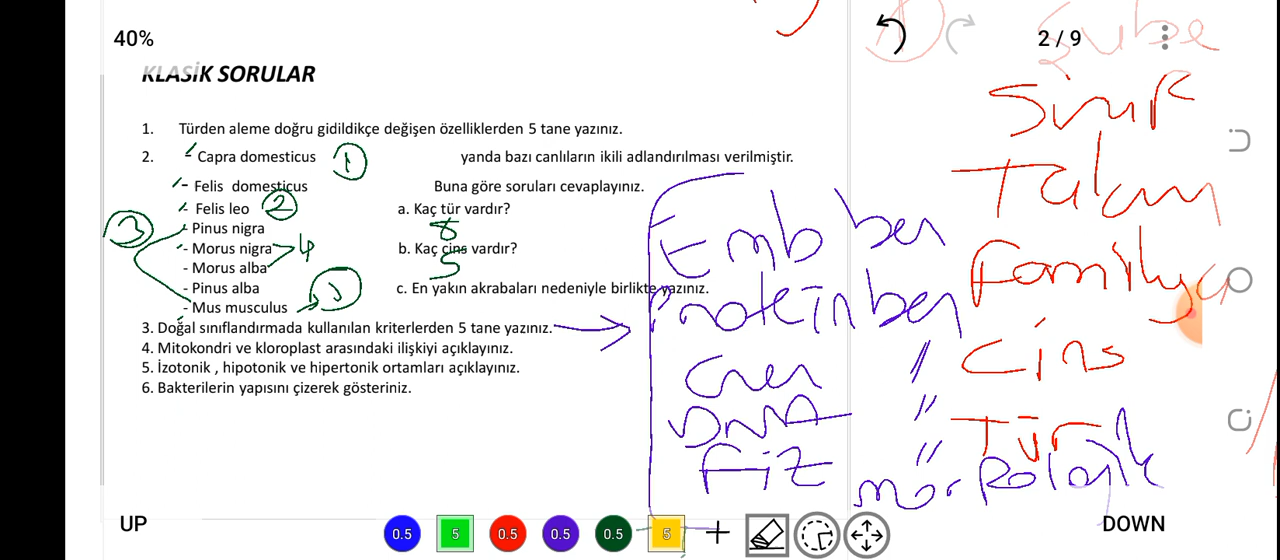 40%
2 / 9
Şube
KLASİK SORULAR
Sınıf
1. Türden aleme doğru gidildikçe değişen özelliklerden 5 tane yazınız.
2. - Capra domesticus 1 yanda bazı canlıların ikili adlandırılması verilmiştir.
Takım
- Felis domesticus Buna göre soruları cevaplayınız.
- Felis leo 2 a. Kaç tür vardır?
3 - Pinus nigra 8
Emb ben
- Morus nigra 4 b. Kaç cins vardır?
Familya
- Morus alba 5
- Pinus alba c. En yakın akrabaları nedeniyle birlikte yazınız.
- Mus musculus
Protein ben
3. Doğal sınıflandırmada kullanılan kriterlerden 5 tane yazınız.
4. Mitokondri ve kloroplast arasındaki ilişkiyi açıklayınız.
Cins
5. İzotonik , hipotonik ve hipertonik ortamları açıklayınız.
6. Bakterilerin yapısını çizerek gösteriniz.
"
DNA "
Tür
Fiz "
morfolojik
UP
DOWN
0.5 5 0.5 0.5 0.5 5 +